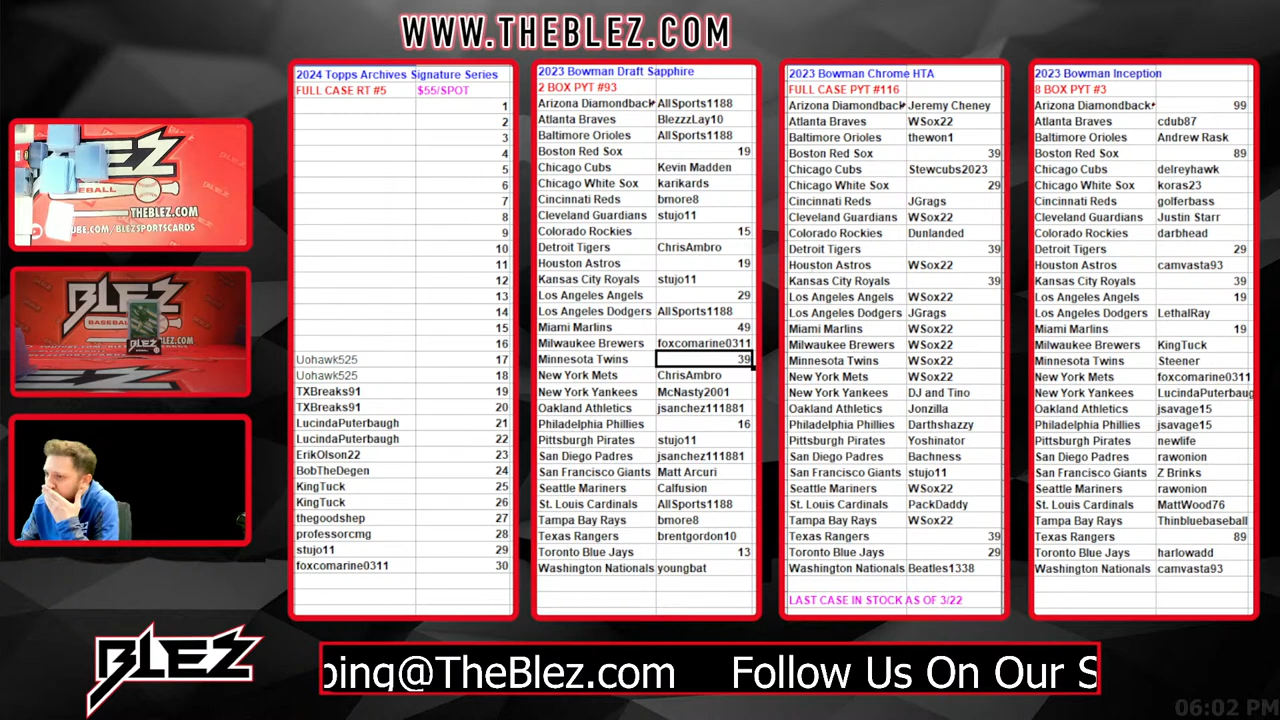 WWW.THEBLEZ.COM
2024 Topps Archives Signature Series
FULL CASE RT #5 $55/SPOT
1
2
3
4
5
6
7
8
9
10
11
12
13
14
15
16
Uohawk525 17
Uohawk525 18
TXBreaks91 19
TXBreaks91 20
LucindaPuterbaugh 21
LucindaPuterbaugh 22
ErikOlson22 23
BobTheDegen 24
KingTuck 25
KingTuck 26
thegoodshep 27
professorcmg 28
stujo11 29
foxcomarine0311 30
2023 Bowman Draft Sapphire
2 BOX PYT #93
Arizona Diamondback AllSports1188
Atlanta Braves BlezzzLay10
Baltimore Orioles AllSports1188
Boston Red Sox 19
Chicago Cubs Kevin Madden
Chicago White Sox karikards
Cincinnati Reds bmore8
Cleveland Guardians stujo11
Colorado Rockies 15
Detroit Tigers ChrisAmbro
Houston Astros 19
Kansas City Royals stujo11
Los Angeles Angels 29
Los Angeles Dodgers AllSports1188
Miami Marlins 49
Milwaukee Brewers foxcomarine0311
Minnesota Twins 39
New York Mets ChrisAmbro
New York Yankees McNasty2001
Oakland Athletics jsanchez111881
Philadelphia Phillies 16
Pittsburgh Pirates stujo11
San Diego Padres jsanchez111881
San Francisco Giants Matt Arcuri
Seattle Mariners Calfusion
St. Louis Cardinals AllSports1188
Tampa Bay Rays bmore8
Texas Rangers brentgordon10
Toronto Blue Jays 13
Washington Nationals youngbat
2023 Bowman Chrome HTA
FULL CASE PYT #116
Arizona Diamondback Jeremy Cheney
Atlanta Braves WSox22
Baltimore Orioles thewon1
Boston Red Sox 39
Chicago Cubs Stewcubs2023
Chicago White Sox 29
Cincinnati Reds JGrags
Cleveland Guardians WSox22
Colorado Rockies Dunlanded
Detroit Tigers 39
Houston Astros WSox22
Kansas City Royals 39
Los Angeles Angels WSox22
Los Angeles Dodgers JGrags
Miami Marlins WSox22
Milwaukee Brewers WSox22
Minnesota Twins WSox22
New York Mets WSox22
New York Yankees DJ and Tino
Oakland Athletics Jonzilla
Philadelphia Phillies Darthshazzy
Pittsburgh Pirates Yoshinator
San Diego Padres Bachness
San Francisco Giants stujo11
Seattle Mariners WSox22
St. Louis Cardinals PackDaddy
Tampa Bay Rays WSox22
Texas Rangers 39
Toronto Blue Jays 29
Washington Nationals Beatles1338
LAST CASE IN STOCK AS OF 3/22
2023 Bowman Inception
8 BOX PYT #3
Arizona Diamondback 99
Atlanta Braves cdub87
Baltimore Orioles Andrew Rask
Boston Red Sox 89
Chicago Cubs delreyhawk
Chicago White Sox koras23
Cincinnati Reds golferbass
Cleveland Guardians Justin Starr
Colorado Rockies darbhead
Detroit Tigers 29
Houston Astros camvasta93
Kansas City Royals 39
Los Angeles Angels 19
Los Angeles Dodgers LethalRay
Miami Marlins 19
Milwaukee Brewers KingTuck
Minnesota Twins Steener
New York Mets foxcomarine0311
New York Yankees LucindaPuterbaug
Oakland Athletics jsavage15
Philadelphia Phillies jsavage15
Pittsburgh Pirates newlife
San Diego Padres rawonion
San Francisco Giants Z Brinks
Seattle Mariners rawonion
St. Louis Cardinals MattWood76
Tampa Bay Rays Thinbluebaseball
Texas Rangers 89
Toronto Blue Jays harlowadd
Washington Nationals camvasta93
THEBLEZ.COM
UBE.COM/BLEZSPORTSCARDS
BLEZ
BASEBALL
BLEZ
ping@TheBlez.com Follow Us On Our S
06:02 PM